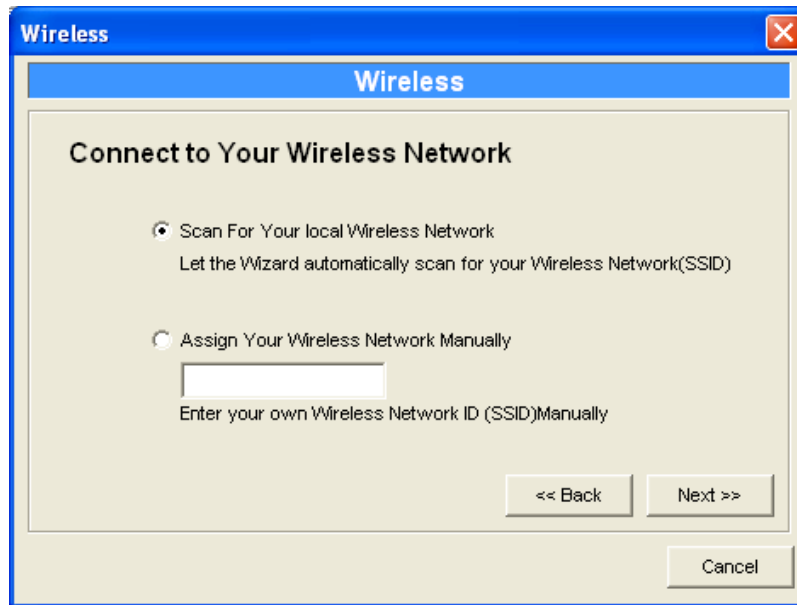 Wireless
Wireless
Connect to Your Wireless Network
Scan For Your local Wireless Network
Let the Wizard automatically scan for your Wireless Network(SSID)
Assign Your Wireless Network Manually
Enter your own Wireless Network ID (SSID)Manually
<< Back
Next >>
Cancel